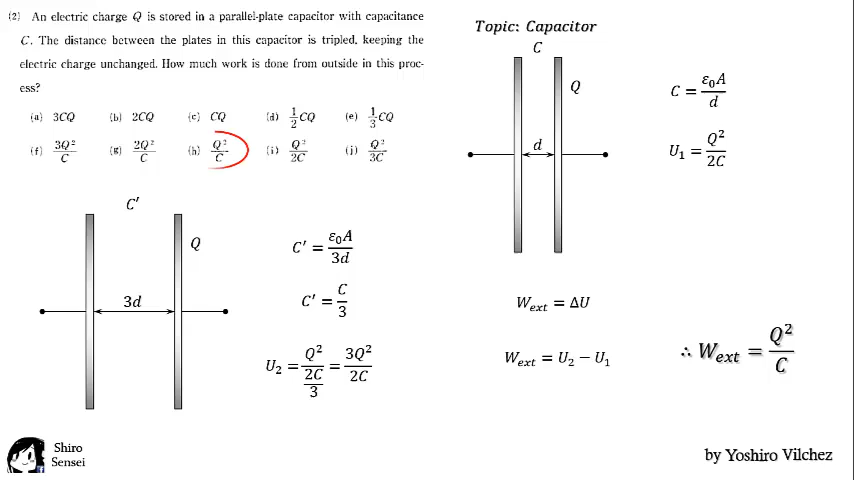 (2) An electric charge Q is stored in a parallel-plate capacitor with capacitance
C. The distance between the plates in this capacitor is tripled, keeping the
electric charge unchanged. How much work is done from outside in this proc-
ess?
(a) 3CQ (b) 2CQ (c) CQ (d) 1/2 CQ (e) 1/3 CQ
(f) 3Q²/C (g) 2Q²/C (h) Q²/C (i) Q²/2C (j) Q²/3C
Topic: Capacitor
C
Q
d
C = ε₀A/d
U₁ = Q²/2C
C′
Q
3d
C′ = ε₀A/3d
C′ = C/3
U₂ = Q²/(2C/3) = 3Q²/2C
W_ext = ΔU
W_ext = U₂ − U₁
∴ W_ext = Q²/C
Shiro
Sensei
by Yoshiro Vilchez